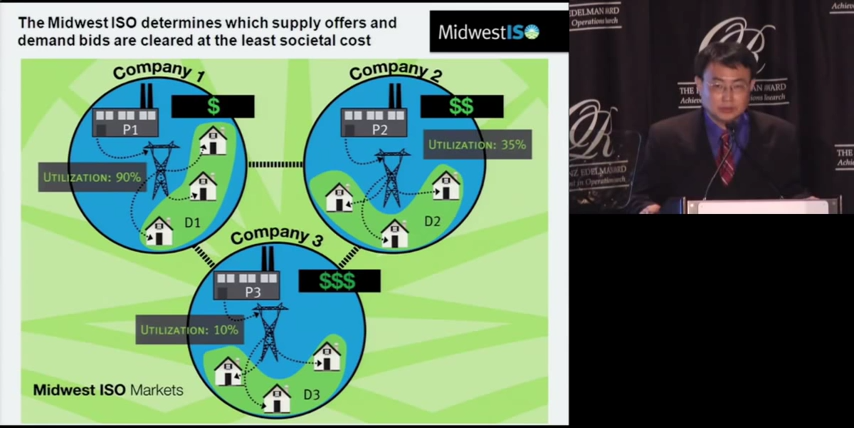 The Midwest ISO determines which supply offers and
demand bids are cleared at the least societal cost
MidwestISO
Company 1
$
P1
UTILIZATION: 90%
D1
Company 2
$$
P2
UTILIZATION: 35%
D2
Company 3
$$$
P3
UTILIZATION: 10%
D3
Midwest ISO Markets
THE